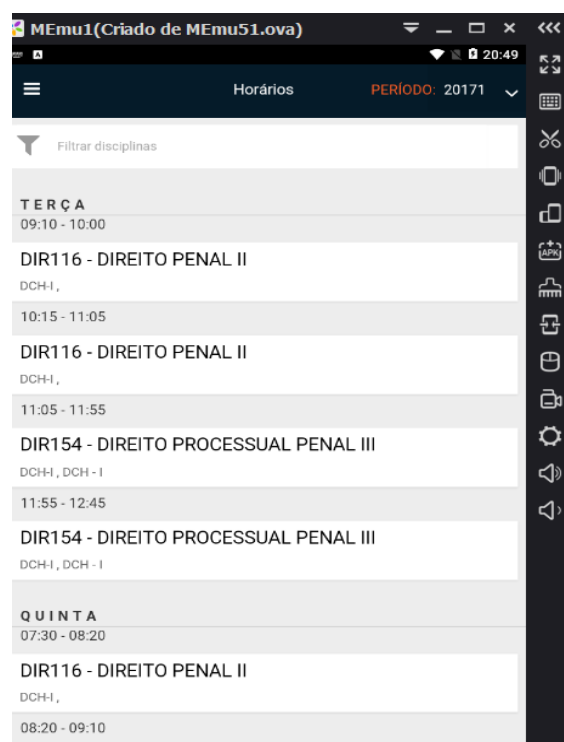 MEmu1(Criado de MEmu51.ova)
20:49
Horários PERÍODO: 20171
Filtrar disciplinas
TERÇA
09:10 - 10:00
DIR116 - DIREITO PENAL II
DCH-I ,
10:15 - 11:05
DIR116 - DIREITO PENAL II
DCH-I ,
11:05 - 11:55
DIR154 - DIREITO PROCESSUAL PENAL III
DCH-I , DCH - I
11:55 - 12:45
DIR154 - DIREITO PROCESSUAL PENAL III
DCH-I , DCH - I
QUINTA
07:30 - 08:20
DIR116 - DIREITO PENAL II
DCH-I ,
08:20 - 09:10
APK